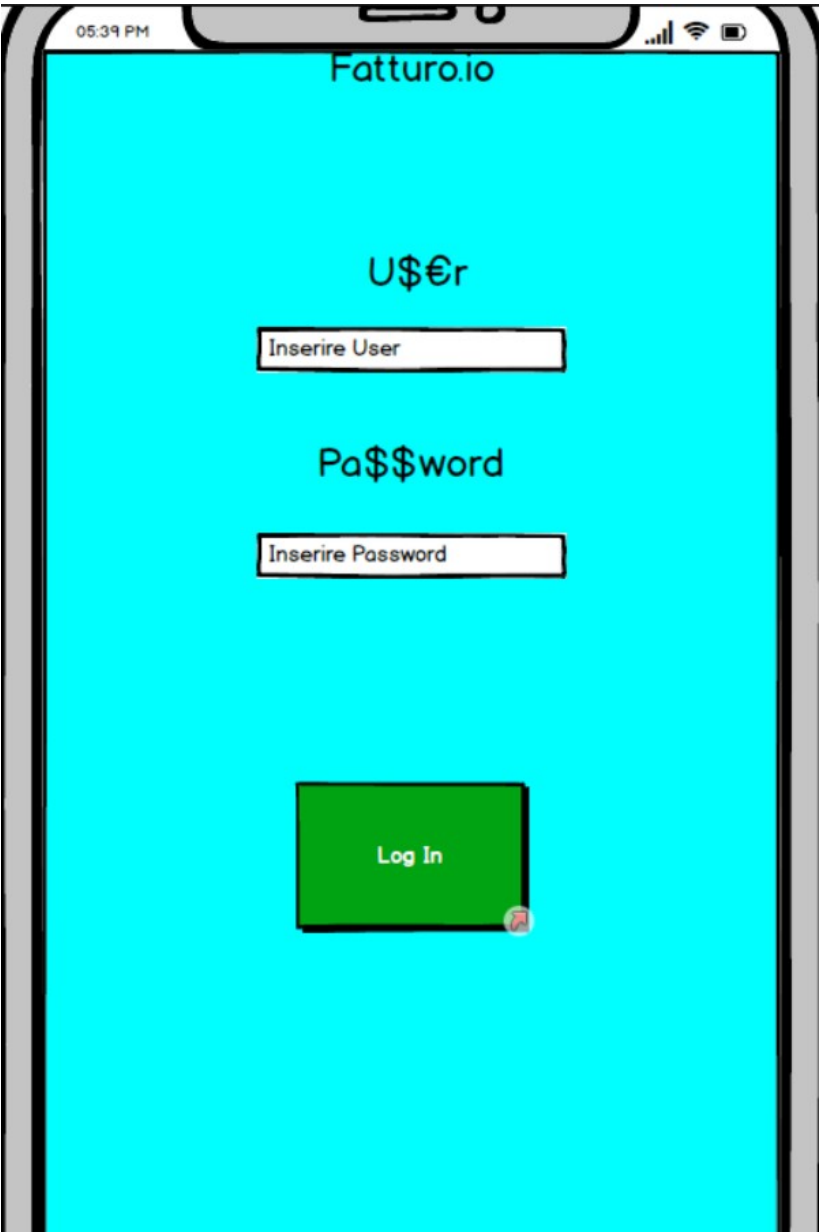 05:39 PM
Fatturo.io
U$€r
Inserire User
Pa$$word
Inserire Password
Log In